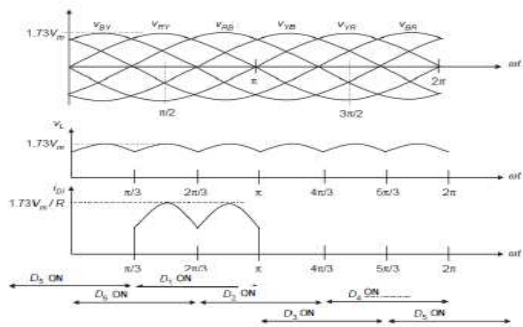 vBY vRY vRB vYB vYR vBR
1.73Vm
π 2π ωt
π/2 3π/2
vL
1.73Vm
ωt
π/3 2π/3 π 4π/3 5π/3 2π
iDI
1.73Vm / R
ωt
π/3 2π/3 π 4π/3 5π/3 2π
D5 ON D1 ON
D6 ON D2 ON D4 ON
D3 ON D5 ON